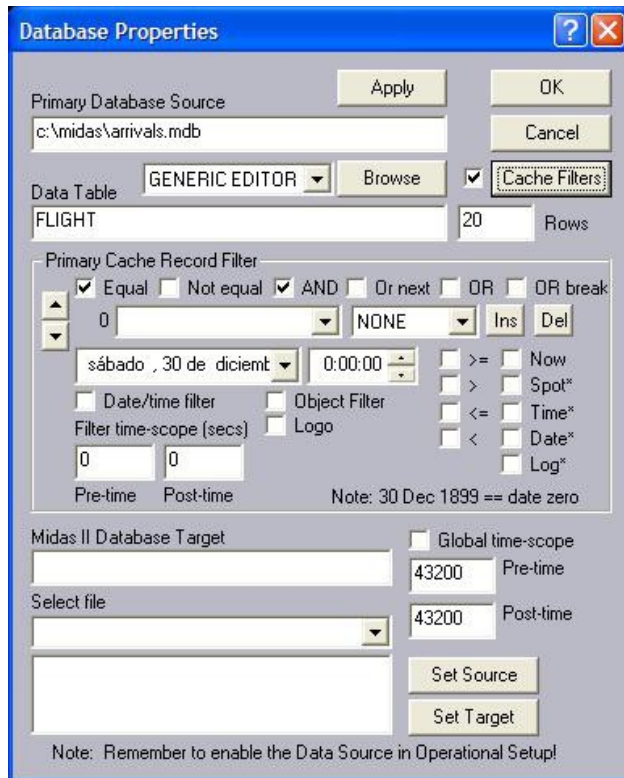 Database Properties
Apply OK
Primary Database Source
c:\midas\arrivals.mdb Cancel
Data Table GENERIC EDITOR Browse Cache Filters
FLIGHT 20 Rows
Primary Cache Record Filter
Equal Not equal AND Or next OR OR break
0 NONE Ins Del
sábado , 30 de diciemb 0:00:00 >= Now
> Spot*
Date/time filter Object Filter <= Time*
Filter time-scope (secs) Logo < Date*
0 0 Log*
Pre-time Post-time Note: 30 Dec 1899 == date zero
Midas II Database Target Global time-scope
43200 Pre-time
Select file
43200 Post-time
Set Source
Set Target
Note: Remember to enable the Data Source in Operational Setup!